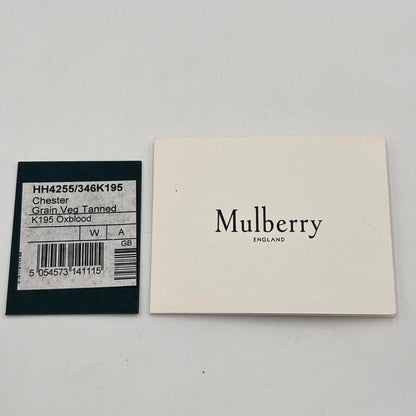 HH4255/346K195
Chester
Grain Veg Tanned
K195 Oxblood
W A
GB
5 054573 141115
Mulberry
ENGLAND